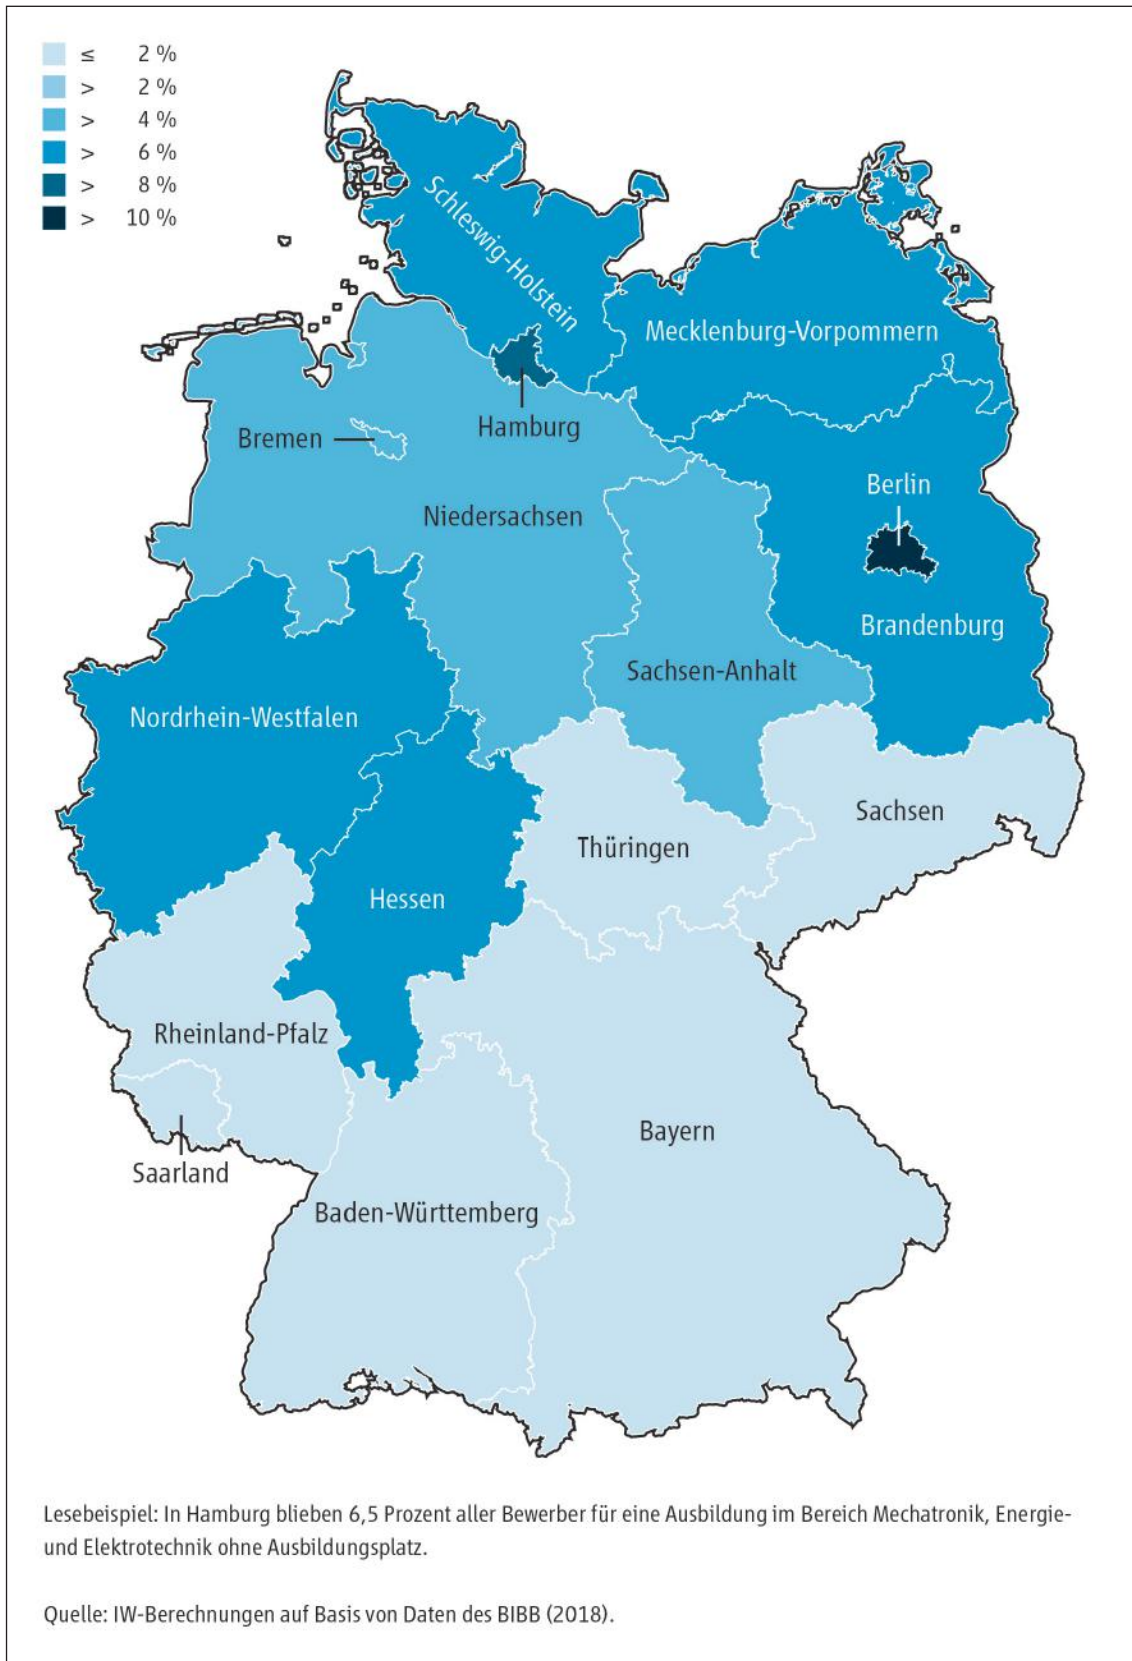 ≤ 2 %
> 2 %
> 4 %
> 6 %
> 8 %
> 10 %
Schleswig-Holstein
Mecklenburg-Vorpommern
Hamburg
Bremen
Berlin
Niedersachsen
Brandenburg
Sachsen-Anhalt
Nordrhein-Westfalen
Sachsen
Thüringen
Hessen
Rheinland-Pfalz
Bayern
Saarland
Baden-Württemberg
Lesebeispiel: In Hamburg blieben 6,5 Prozent aller Bewerber für eine Ausbildung im Bereich Mechatronik, Energie-
und Elektrotechnik ohne Ausbildungsplatz.
Quelle: IW-Berechnungen auf Basis von Daten des BIBB (2018).